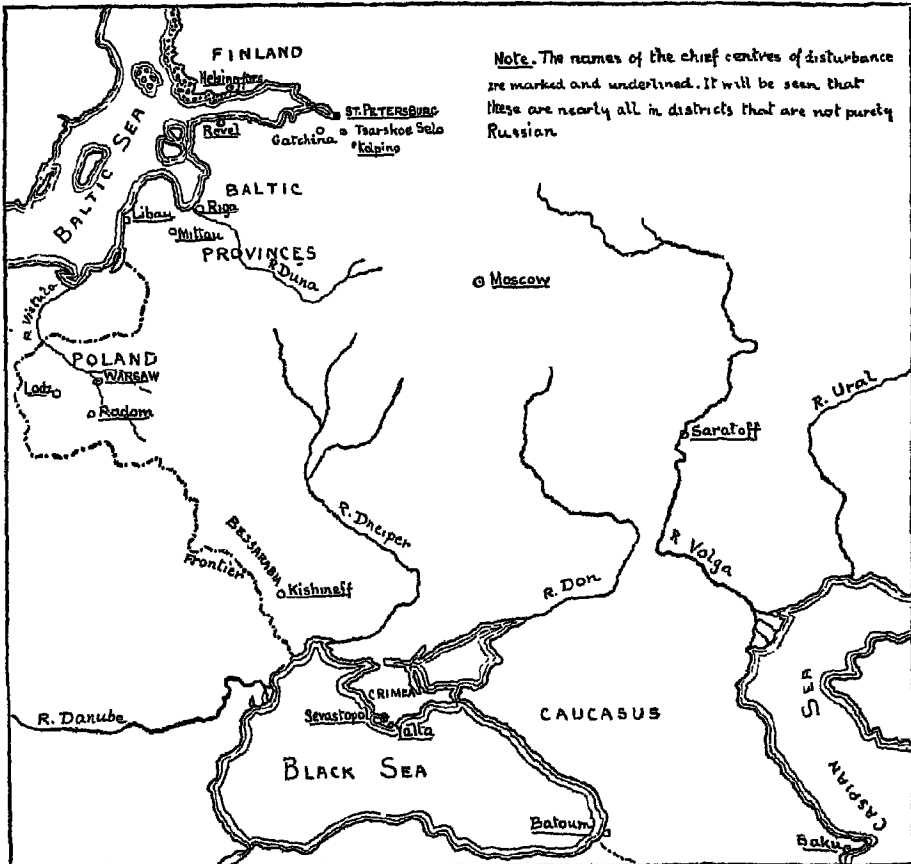 FINLAND
Note. The names of the chief centres of disturbance
are marked and underlined. It will be seen that
these are nearly all in districts that are not purely
Russian
Helsingfors
ST. PETERSBURG
Revel
Gatchina
Tsarskoe Selo
Kolpino
BALTIC SEA
BALTIC
PROVINCES
Libau
Riga
Mittau
R. Duna
Moscow
R. Vistula
POLAND
WARSAW
Lodz
Radom
R. Ural
Saratoff
R. Dneiper
BESSARABIA
R Volga
Frontier
Kishineff
R. Don
CRIMEA
SEA
CASPIAN
R. Danube
Sevastopol
Yalta
CAUCASUS
BLACK SEA
Batoum
Baku